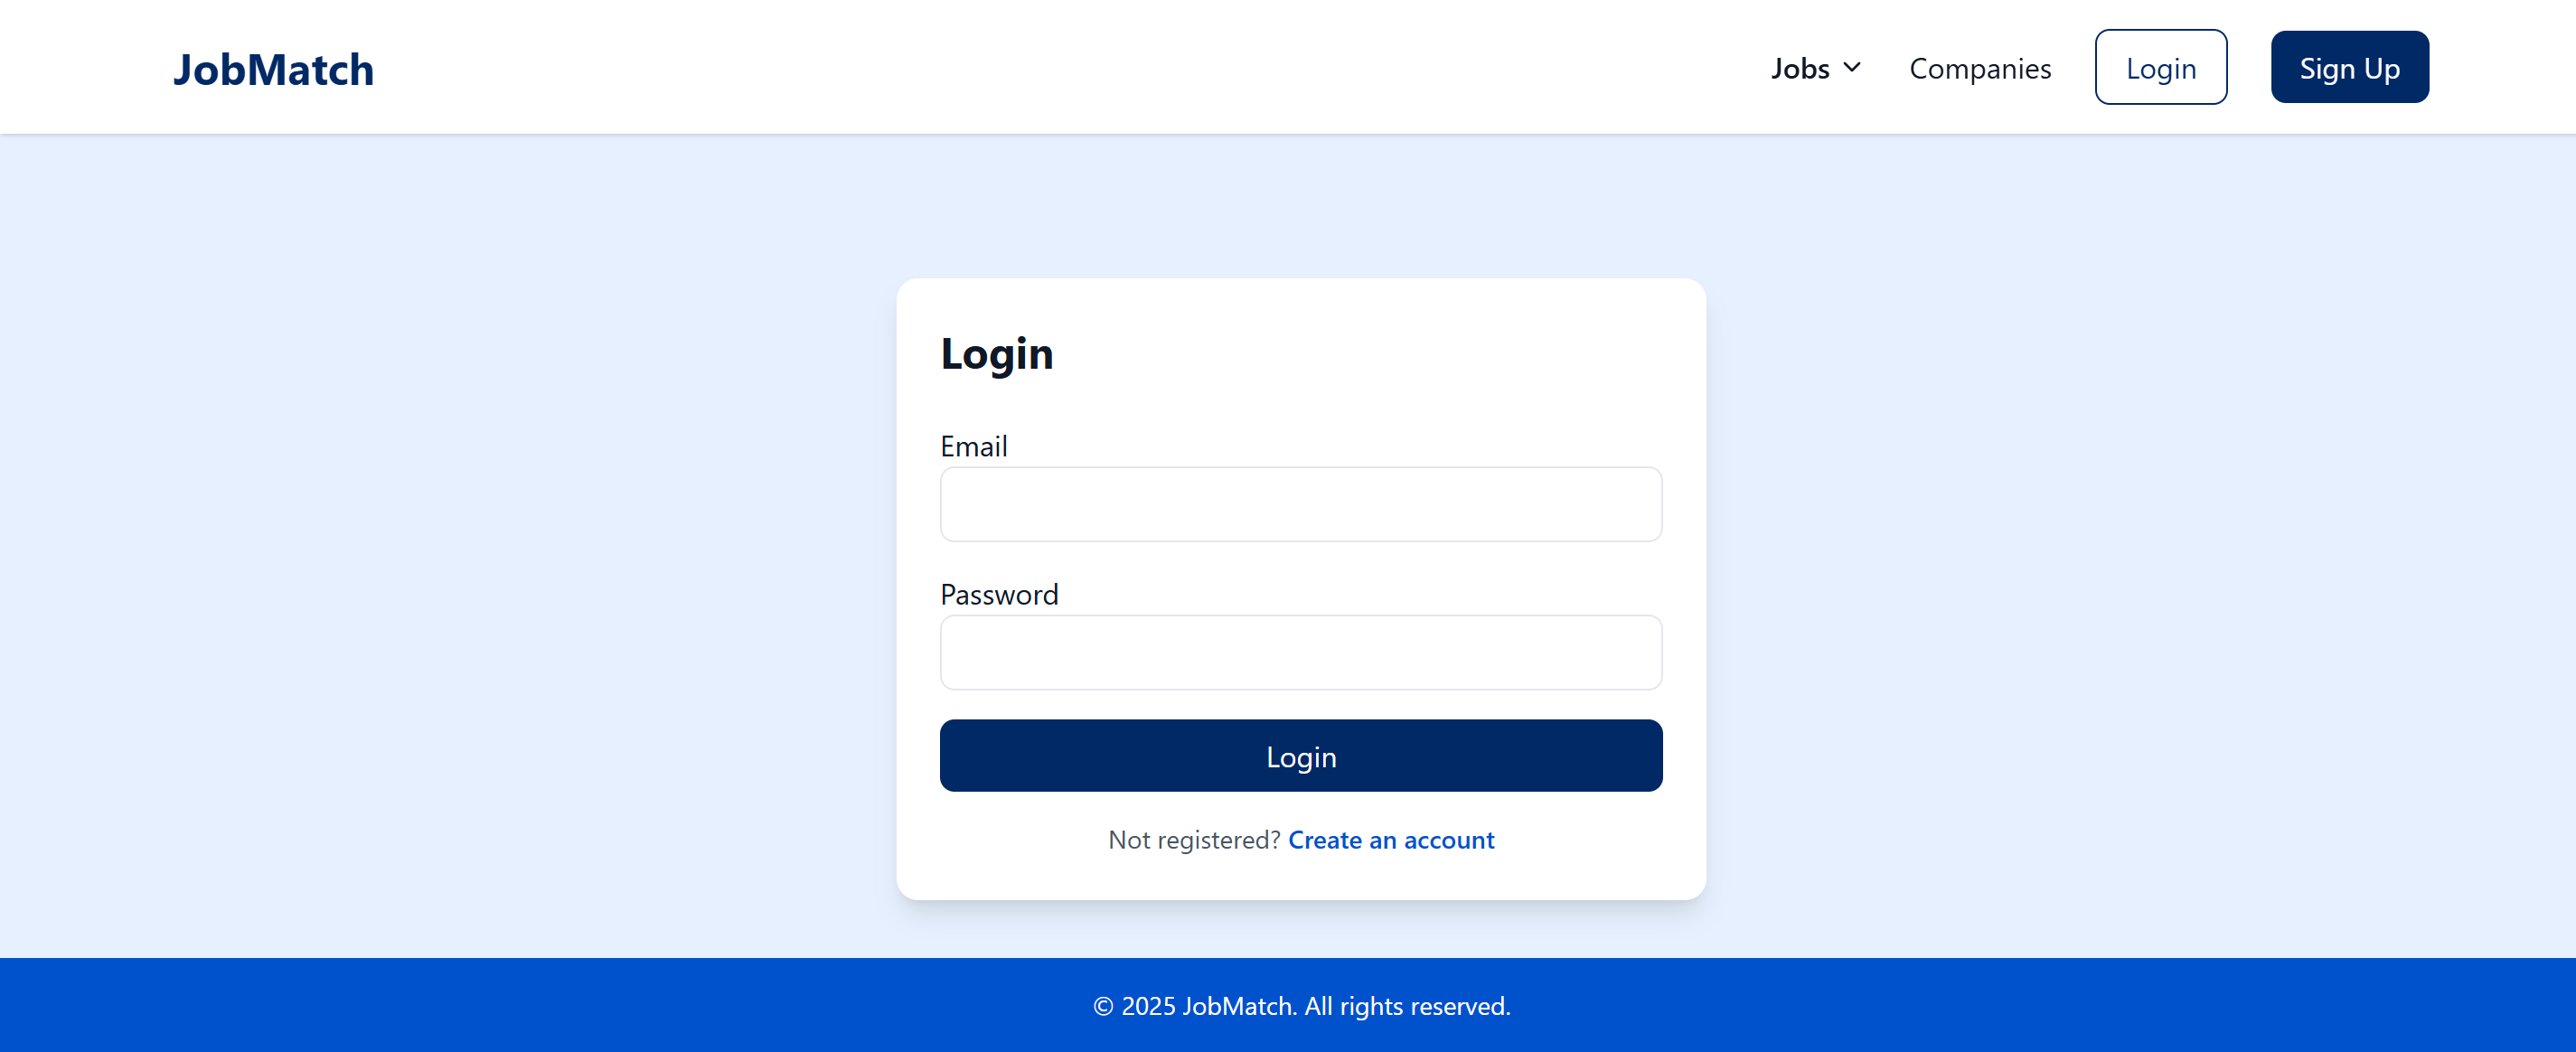 JobMatch
Jobs Companies Login Sign Up
Login
Email
Password
Login
Not registered? Create an account
© 2025 JobMatch. All rights reserved.